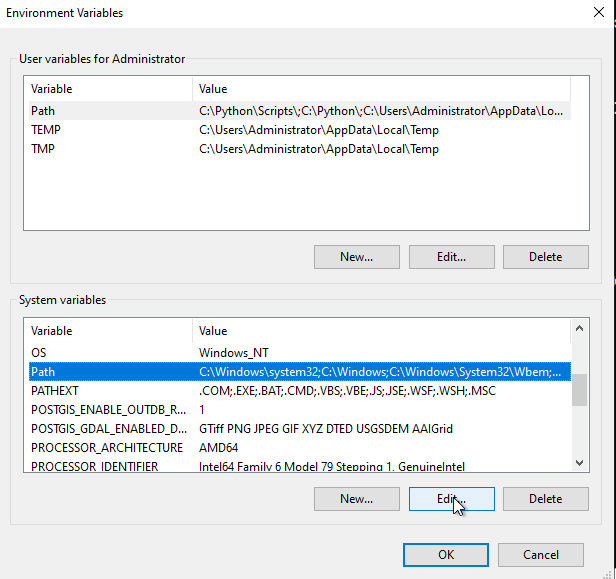 Environment Variables
User variables for Administrator
Variable Value
Path C:\Python\Scripts\;C:\Python\;C:\Users\Administrator\AppData\Lo...
TEMP C:\Users\Administrator\AppData\Local\Temp
TMP C:\Users\Administrator\AppData\Local\Temp
New... Edit... Delete
System variables
Variable Value
OS Windows_NT
Path C:\Windows\system32;C:\Windows;C:\Windows\System32\Wbem;...
PATHEXT .COM;.EXE;.BAT;.CMD;.VBS;.VBE;.JS;.JSE;.WSF;.WSH;.MSC
POSTGIS_ENABLE_OUTDB_R... 1
POSTGIS_GDAL_ENABLED_D... GTiff PNG JPEG GIF XYZ DTED USGSDEM AAIGrid
PROCESSOR_ARCHITECTURE AMD64
PROCESSOR_IDENTIFIER Intel64 Family 6 Model 79 Stepping 1, GenuineIntel
New... Edit... Delete
OK Cancel